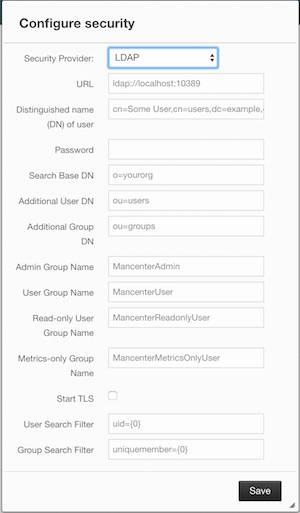 Configure security
Security Provider: LDAP
URL ldap://localhost:10389
Distinguished name cn=Some User,cn=users,dc=example,
(DN) of user
Password
Search Base DN o=yourorg
Additional User DN ou=users
Additional Group ou=groups
DN
Admin Group Name MancenterAdmin
User Group Name MancenterUser
Read-only User MancenterReadonlyUser
Group Name
Metrics-only Group MancenterMetricsOnlyUser
Name
Start TLS
User Search Filter uid={0}
Group Search Filter uniquemember={0}
Save